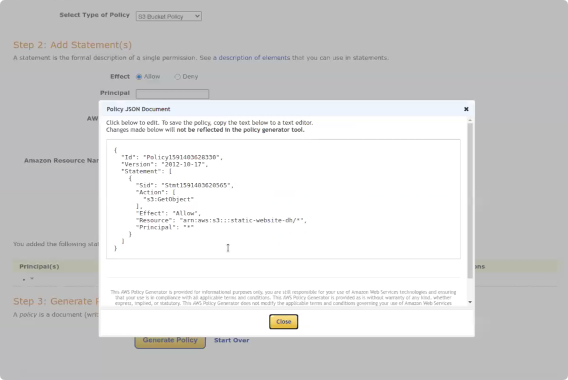 Select Type of Policy S3 Bucket Policy
Step 2: Add Statement(s)
A statement is the formal description of a single permission. See a description of elements that you can use in statements.
Effect Allow Deny
Principal
AW
Amazon Resource Nam
Policy JSON Document
Click below to edit. To save the policy, copy the text below to a text editor.
Changes made below will not be reflected in the policy generator tool.
{
"Id": "Policy1591403628330",
"Version": "2012-10-17",
"Statement": [
{
"Sid": "Stmt1591403620565",
"Action": [
"s3:GetObject"
],
"Effect": "Allow",
"Resource": "arn:aws:s3:::static-website-dh/*",
"Principal": "*"
}
]
}
This AWS Policy Generator is provided for informational purposes only, you are still responsible for your use of Amazon Web Services technologies and ensuring
that your use is in compliance with all applicable terms and conditions. This AWS Policy Generator is provided as is without warranty of any kind, whether
express, implied, or statutory. This AWS Policy Generator does not modify the applicable terms and conditions governing your use of Amazon Web Services
Close
You added the following stat
Principal(s) ons
*
Step 3: Generate P
A policy is a document (writ
Generate Policy Start Over